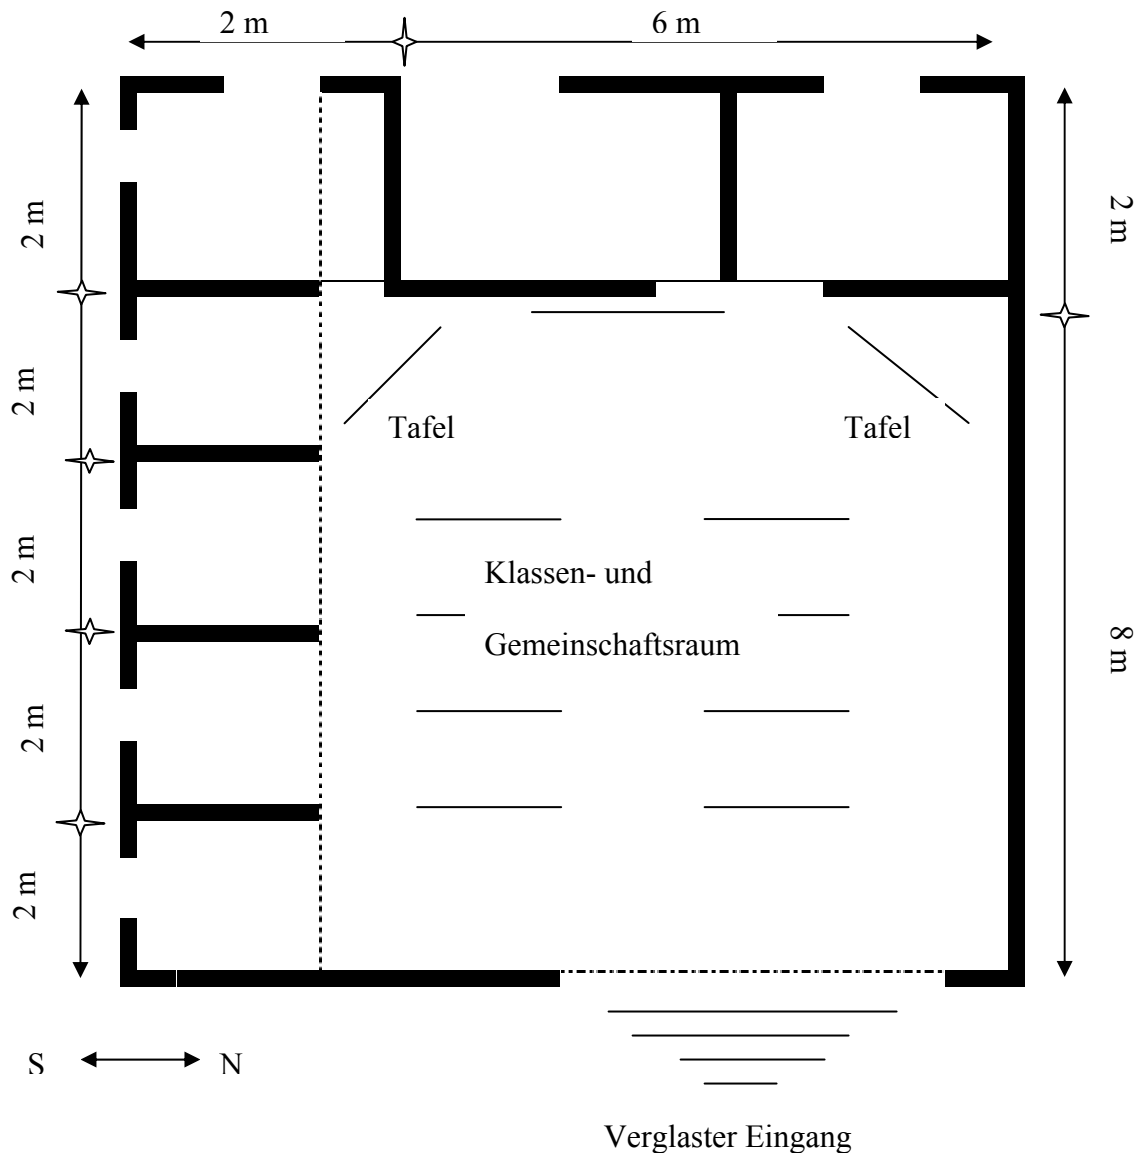 2 m
6 m
2 m
2 m
2 m
Tafel
Tafel
2 m
Klassen- und
Gemeinschaftsraum
8 m
2 m
2 m
S
N
Verglaster Eingang